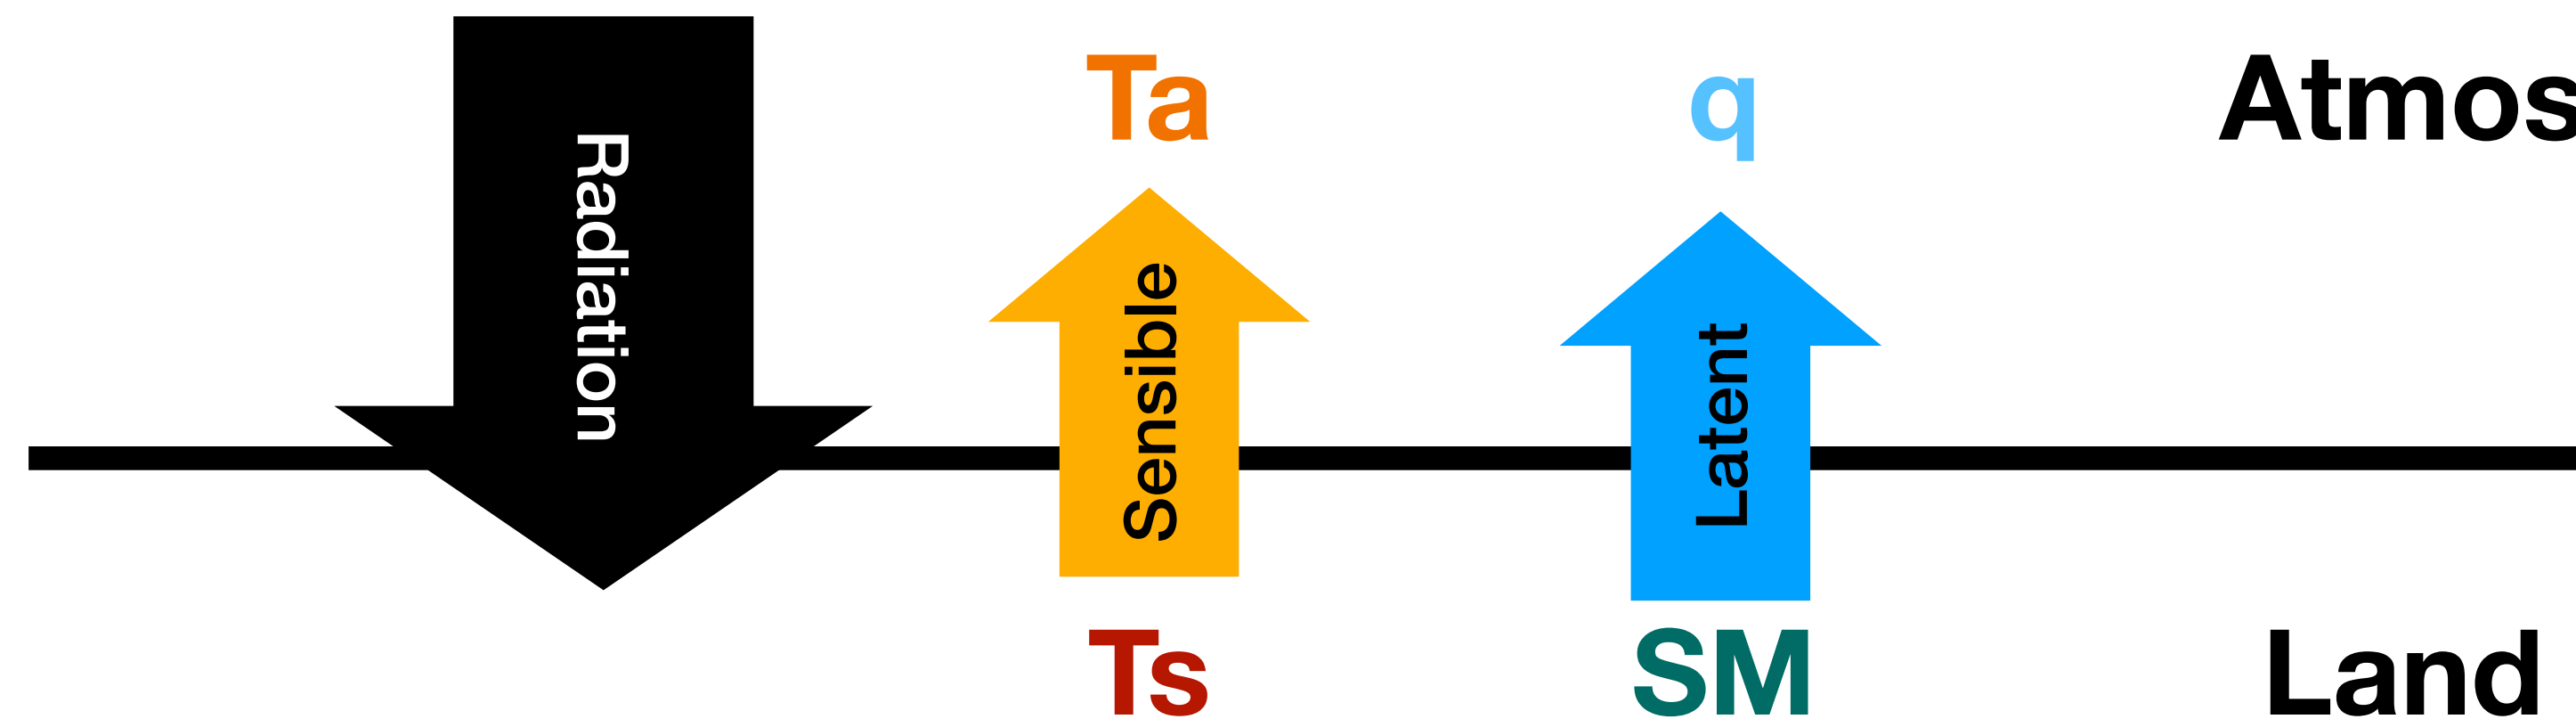 Ta
q
Atmos
Radiation
Sensible
Latent
Ts
SM
Land